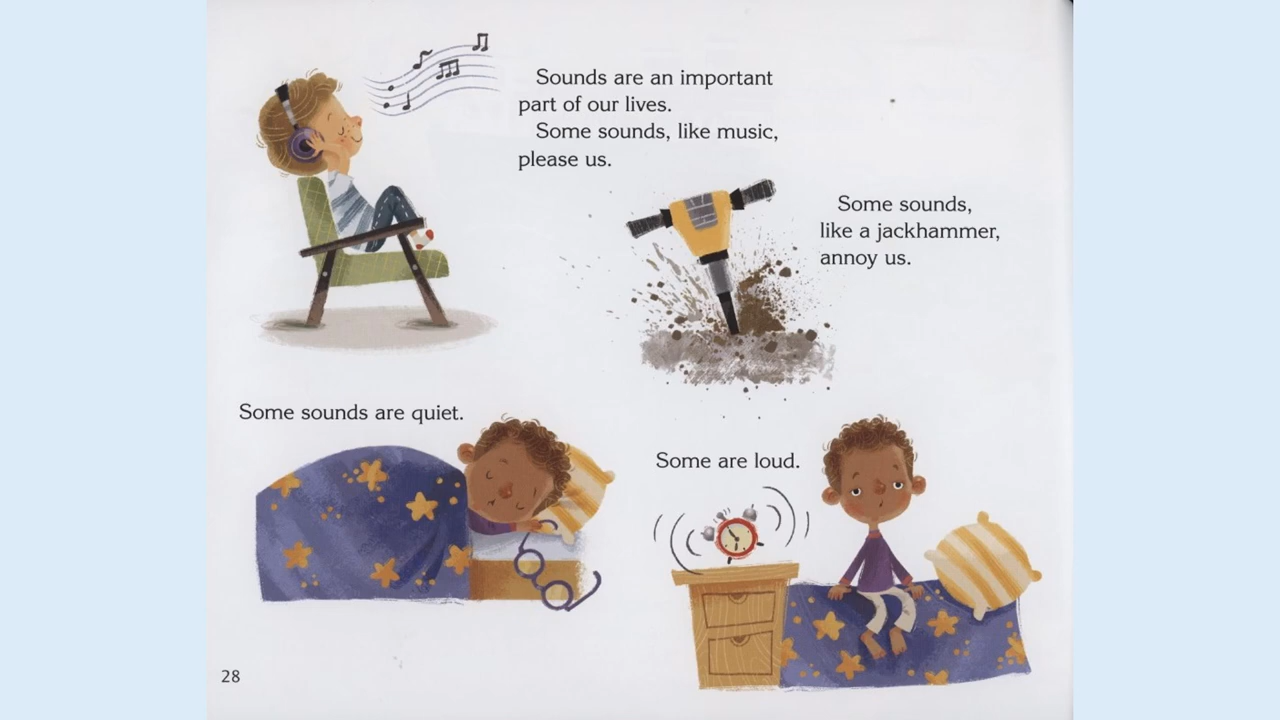 Sounds are an important
part of our lives.
Some sounds, like music,
please us.
Some sounds,
like a jackhammer,
annoy us.
Some sounds are quiet.
Some are loud.
28